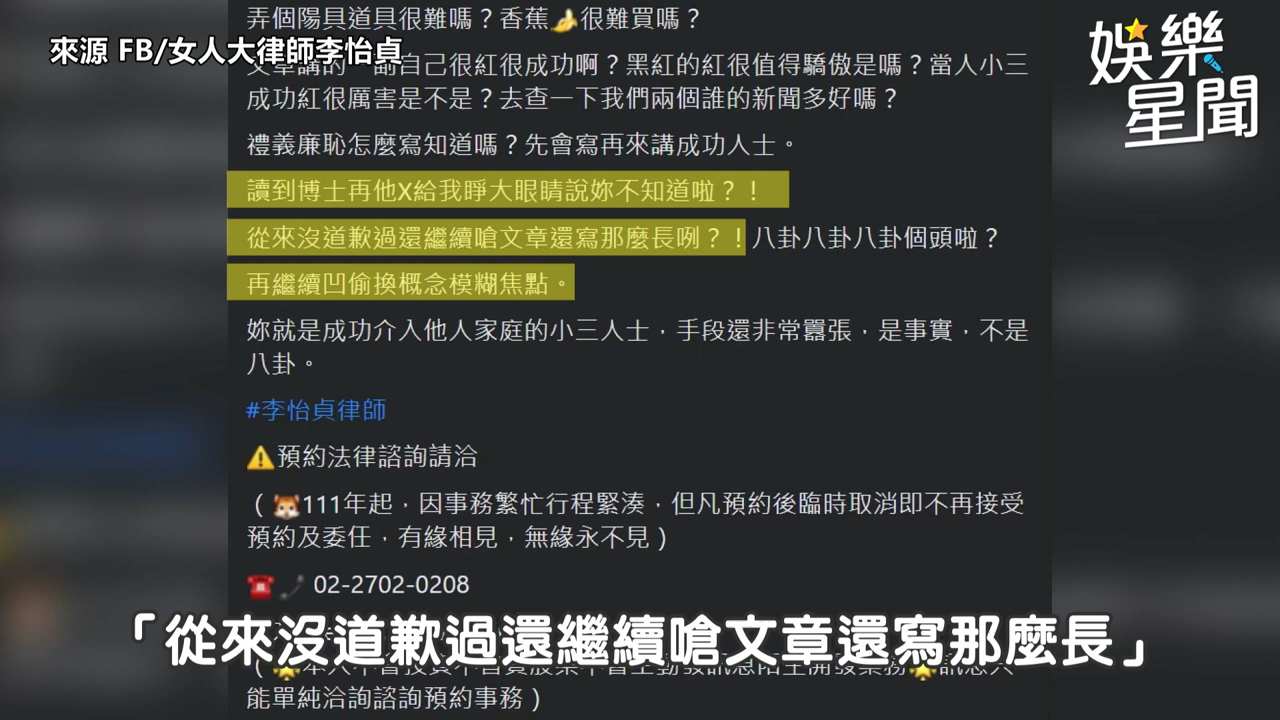 弄個陽具道具很難嗎？香蕉🍌很難買嗎？
來源 FB/女人大律師李怡貞
自己很紅很成功啊？黑紅的紅很值得驕傲是嗎？當人小三
成功紅很厲害是不是？去查一下我們兩個誰的新聞多好嗎？
娛樂星聞
禮義廉恥怎麼寫知道嗎？先會寫再來講成功人士。
讀到博士再他X給我睜大眼睛說妳不知道啦？！
從來沒道歉過還繼續嗆文章還寫那麼長咧？！八卦八卦八卦個頭啦？
再繼續凹偷換概念模糊焦點。
妳就是成功介入他人家庭的小三人士，手段還非常囂張，是事實，不是
八卦。
#李怡貞律師
⚠️預約法律諮詢請洽
（🐹111年起，因事務繁忙行程緊湊，但凡預約後臨時取消即不再接受
預約及委任，有緣相見，無緣永不見）
☎️📞 02-2702-0208
「從來沒道歉過還繼續嗆文章還寫那麼長」
能單純洽詢諮詢預約事務）